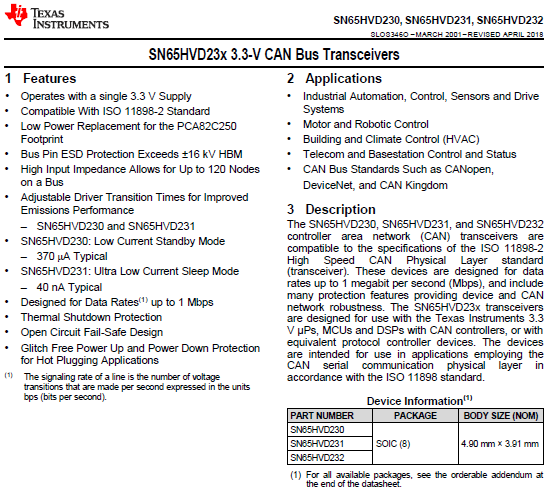 TEXAS
INSTRUMENTS
SN65HVD230, SN65HVD231, SN65HVD232
SLOS346O – MARCH 2001 – REVISED APRIL 2018
SN65HVD23x 3.3-V CAN Bus Transceivers
1 Features
• Operates with a single 3.3 V Supply
• Compatible With ISO 11898-2 Standard
• Low Power Replacement for the PCA82C250
Footprint
• Bus Pin ESD Protection Exceeds ±16 kV HBM
• High Input Impedance Allows for Up to 120 Nodes
on a Bus
• Adjustable Driver Transition Times for Improved
Emissions Performance
– SN65HVD230 and SN65HVD231
• SN65HVD230: Low Current Standby Mode
– 370 μA Typical
• SN65HVD231: Ultra Low Current Sleep Mode
– 40 nA Typical
• Designed for Data Rates(1) up to 1 Mbps
• Thermal Shutdown Protection
• Open Circuit Fail-Safe Design
• Glitch Free Power Up and Power Down Protection
for Hot Plugging Applications
(1) The signaling rate of a line is the number of voltage
transitions that are made per second expressed in the units
bps (bits per second).
2 Applications
• Industrial Automation, Control, Sensors and Drive
Systems
• Motor and Robotic Control
• Building and Climate Control (HVAC)
• Telecom and Basestation Control and Status
• CAN Bus Standards Such as CANopen,
DeviceNet, and CAN Kingdom
3 Description
The SN65HVD230, SN65HVD231, and SN65HVD232
controller area network (CAN) transceivers are
compatible to the specifications of the ISO 11898-2
High Speed CAN Physical Layer standard
(transceiver). These devices are designed for data
rates up to 1 megabit per second (Mbps), and include
many protection features providing device and CAN
network robustness. The SN65HVD23x transceivers
are designed for use with the Texas Instruments 3.3
V μPs, MCUs and DSPs with CAN controllers, or with
equivalent protocol controller devices. The devices
are intended for use in applications employing the
CAN serial communication physical layer in
accordance with the ISO 11898 standard.
Device Information(1)
PART NUMBER PACKAGE BODY SIZE (NOM)
SN65HVD230
SN65HVD231 SOIC (8) 4.90 mm × 3.91 mm
SN65HVD232
(1) For all available packages, see the orderable addendum at
the end of the datasheet.